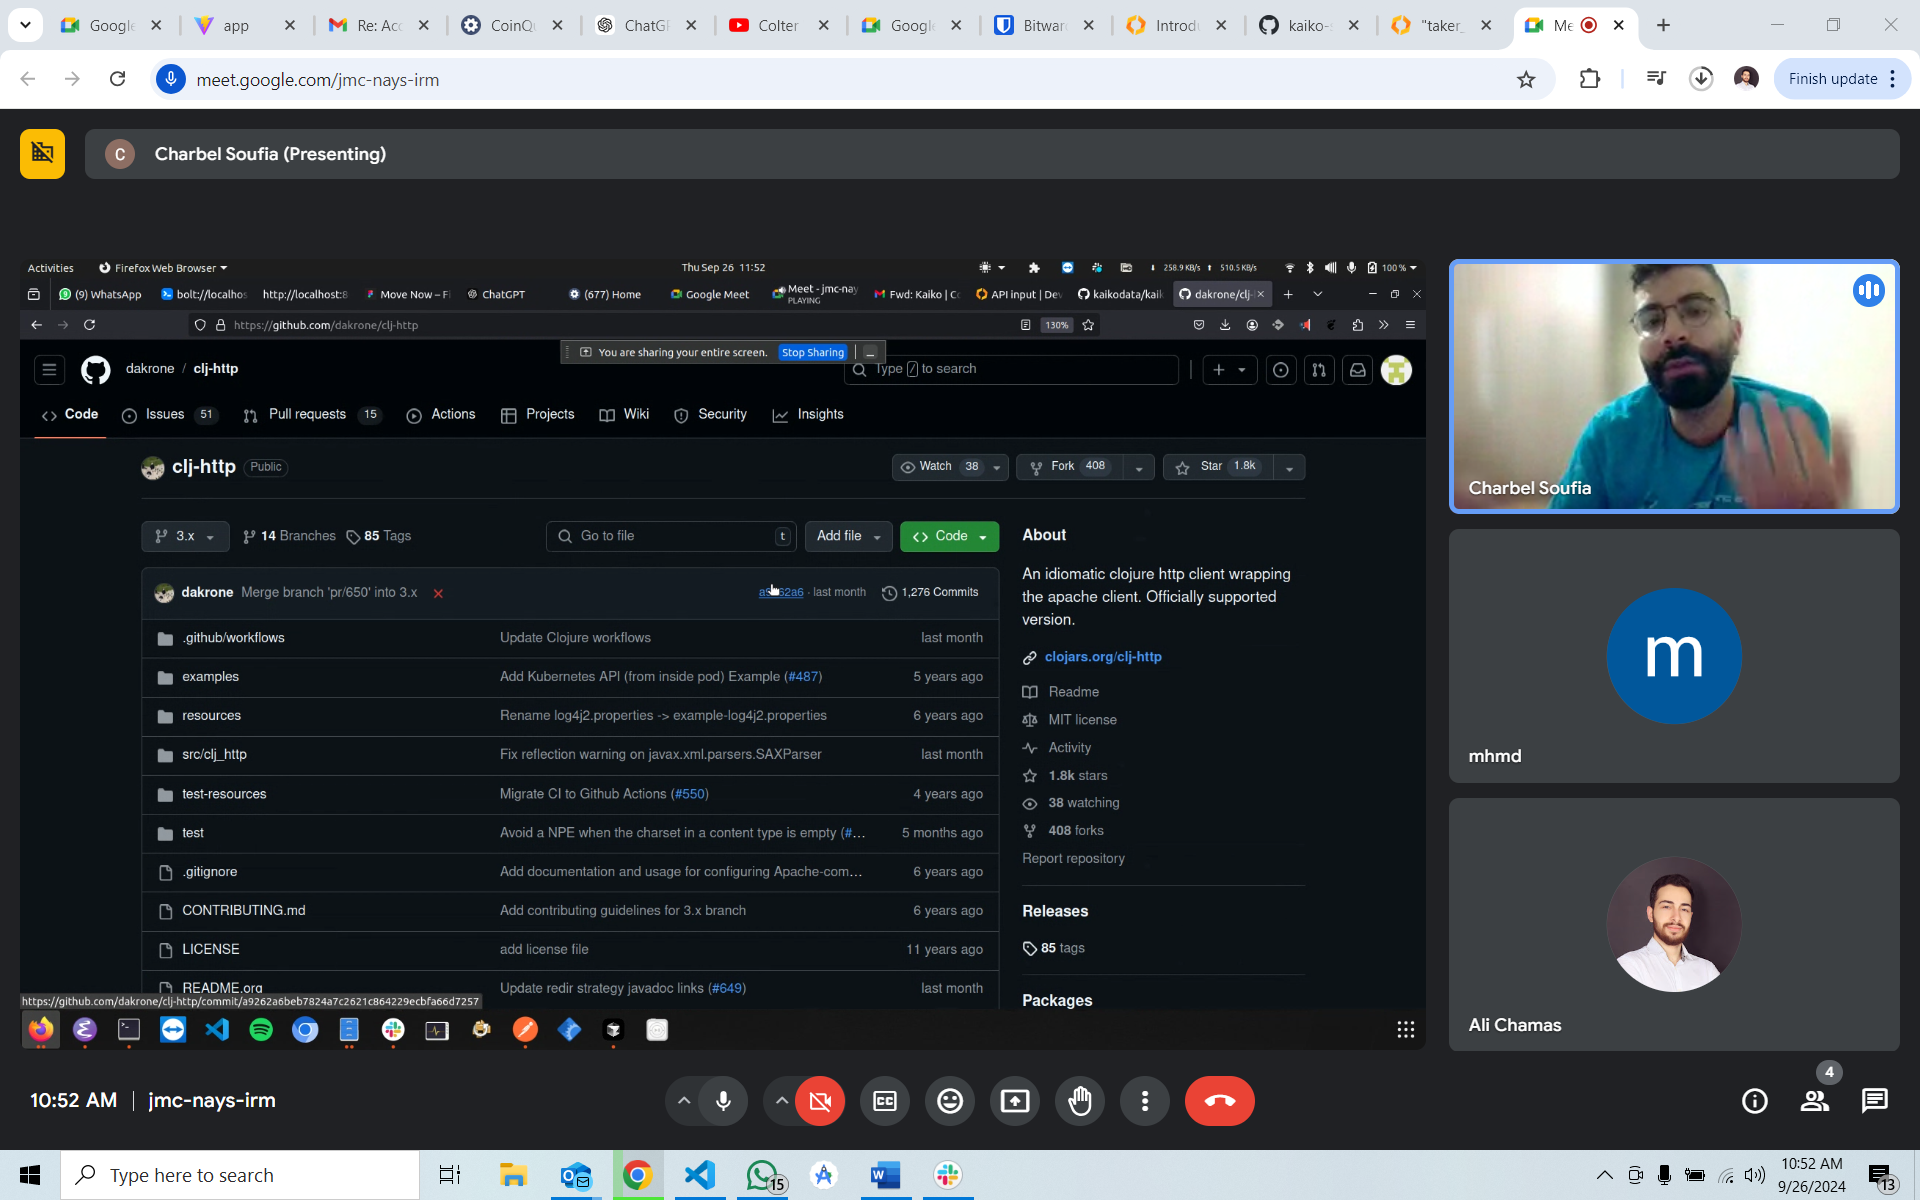 Google
app
Re: Acc
CoinQ
ChatGP
Colter
Google
Bitwar
Introdu
kaiko-s
"taker_
Me
meet.google.com/jmc-nays-irm
Finish update
C
Charbel Soufia (Presenting)
Activities
Firefox Web Browser
Thu Sep 26 11:52
258.9 KB/s
510.5 KB/s
100 %
(9) WhatsApp
bolt://localhos
http://localhost:8
Move Now – Fi
ChatGPT
(677) Home
Google Meet
Meet - jmc-nay
PLAYING
Fwd: Kaiko | Co
API input | Dev
kaikodata/kaik
dakrone/clj-
https://github.com/dakrone/clj-http
130%
You are sharing your entire screen.
Stop Sharing
dakrone / clj-http
Type / to search
Code
Issues 51
Pull requests 15
Actions
Projects
Wiki
Security
Insights
clj-http
Public
Watch 38
Fork 408
Star 1.8k
3.x
14 Branches
85 Tags
Go to file
t
Add file
Code
dakrone Merge branch 'pr/650' into 3.x
· last month
1,276 Commits
.github/workflows
Update Clojure workflows
last month
examples
Add Kubernetes API (from inside pod) Example (#487)
5 years ago
resources
Rename log4j2.properties -> example-log4j2.properties
6 years ago
src/clj_http
Fix reflection warning on javax.xml.parsers.SAXParser
last month
test-resources
Migrate CI to Github Actions (#550)
4 years ago
test
Avoid a NPE when the charset in a content type is empty (#...
5 months ago
.gitignore
Add documentation and usage for configuring Apache-com...
6 years ago
CONTRIBUTING.md
Add contributing guidelines for 3.x branch
6 years ago
LICENSE
add license file
11 years ago
README.org
Update redir strategy javadoc links (#649)
last month
https://github.com/dakrone/clj-http/commit/a9262a6beb7824a7c2621c864229ecbfa66d7257
About
An idiomatic clojure http client wrapping
the apache client. Officially supported
version.
clojars.org/clj-http
Readme
MIT license
Activity
1.8k stars
38 watching
408 forks
Report repository
Releases
85 tags
Packages
Charbel Soufia
m
mhmd
Ali Chamas
10:52 AM | jmc-nays-irm
CC
4
Type here to search
15
10:52 AM
9/26/2024
13